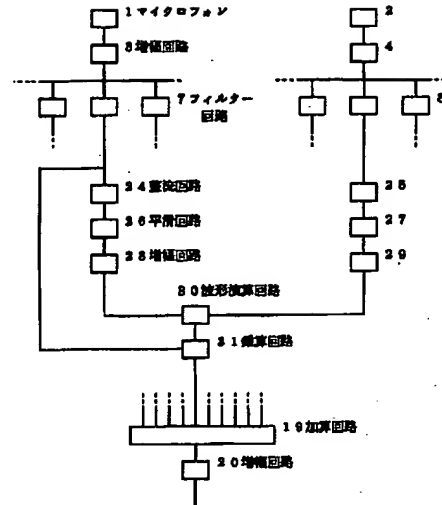 1マイクロフォン
2
3増幅回路
4
7フィルター
回路
8
24整流回路
25
26平滑回路
27
28増幅回路
29
30波形演算回路
31乗算回路
19加算回路
20増幅回路